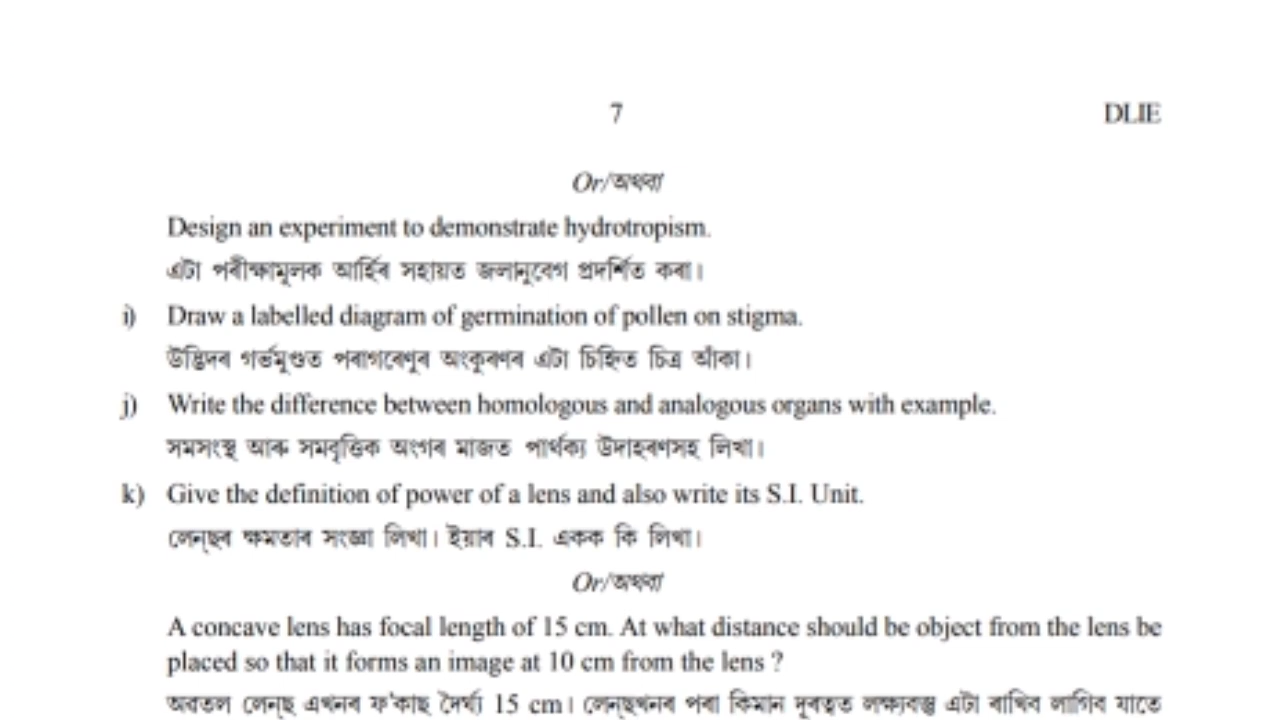 7 DLIE
Or/অথবা
Design an experiment to demonstrate hydrotropism.
এটা পৰীক্ষামূলক আৰ্হিৰ সহায়ত জলানুবেগ প্ৰদৰ্শিত কৰা।
i) Draw a labelled diagram of germination of pollen on stigma.
উদ্ভিদৰ গৰ্ভমুণ্ডত পৰাগৰেণুৰ অংকুৰণৰ এটা চিহ্নিত চিত্ৰ আঁকা।
j) Write the difference between homologous and analogous organs with example.
সমসংস্থ আৰু সমবৃত্তিক অংগৰ মাজত পাৰ্থক্য উদাহৰণসহ লিখা।
k) Give the definition of power of a lens and also write its S.I. Unit.
লেন্‌ছৰ ক্ষমতাৰ সংজ্ঞা লিখা। ইয়াৰ S.I. একক কি লিখা।
Or/অথবা
A concave lens has focal length of 15 cm. At what distance should be object from the lens be
placed so that it forms an image at 10 cm from the lens ?
অৱতল লেন্‌ছ এখনৰ ফ'কাছ দৈৰ্ঘ্য 15 cm। লেন্‌ছখনৰ পৰা কিমান দূৰত্বত লক্ষ্যবস্তু এটা ৰাখিব লাগিব যাতে